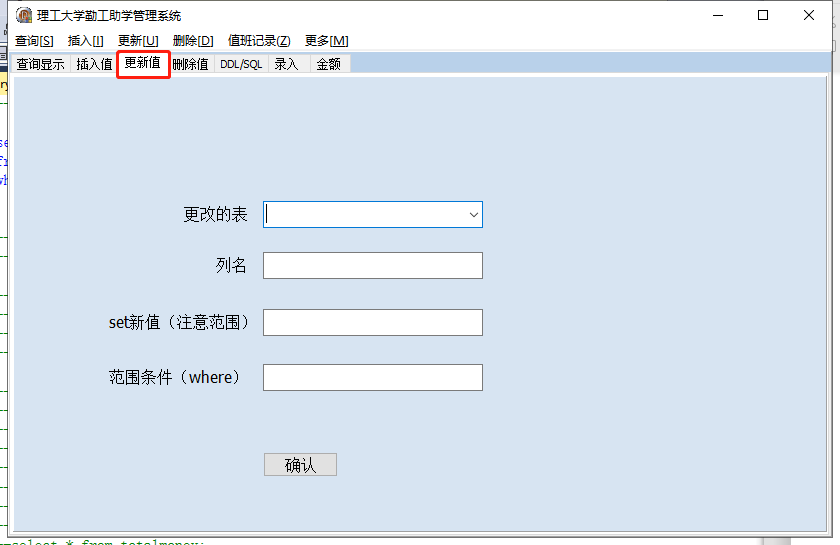 理工大学勤工助学管理系统
查询[S] 插入[I] 更新[U] 删除[D] 值班记录(Z) 更多[M]
查询显示 插入值 更新值 删除值 DDL/SQL 录入 金额
更改的表
列名
set新值（注意范围）
范围条件（where）
确认
select * from totalmoney;